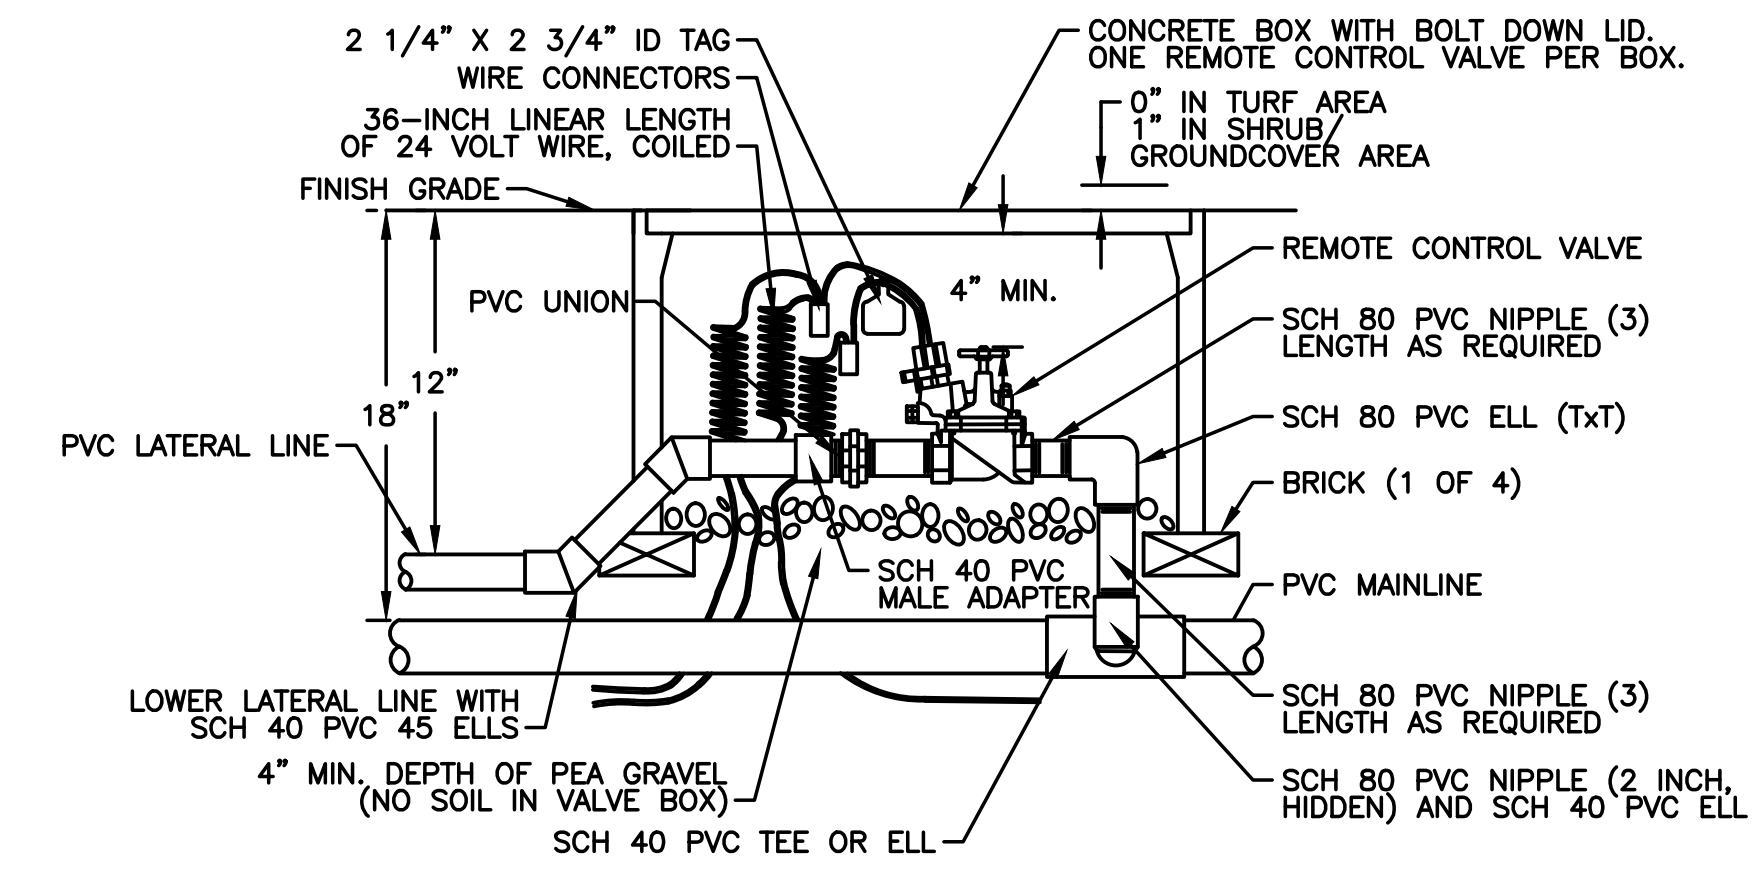 2 1/4” X 2 3/4” ID TAG
WIRE CONNECTORS
36–INCH LINEAR LENGTH
OF 24 VOLT WIRE, COILED
FINISH GRADE
PVC UNION
12”
18”
PVC LATERAL LINE
LOWER LATERAL LINE WITH
SCH 40 PVC 45 ELLS
4” MIN. DEPTH OF PEA GRAVEL
(NO SOIL IN VALVE BOX)
SCH 40 PVC TEE OR ELL
CONCRETE BOX WITH BOLT DOWN LID.
ONE REMOTE CONTROL VALVE PER BOX.
0” IN TURF AREA
1” IN SHRUB/
GROUNDCOVER AREA
4” MIN.
REMOTE CONTROL VALVE
SCH 80 PVC NIPPLE (3)
LENGTH AS REQUIRED
SCH 80 PVC ELL (TxT)
BRICK (1 OF 4)
SCH 40 PVC
MALE ADAPTER
PVC MAINLINE
SCH 80 PVC NIPPLE (3)
LENGTH AS REQUIRED
SCH 80 PVC NIPPLE (2 INCH,
HIDDEN) AND SCH 40 PVC ELL